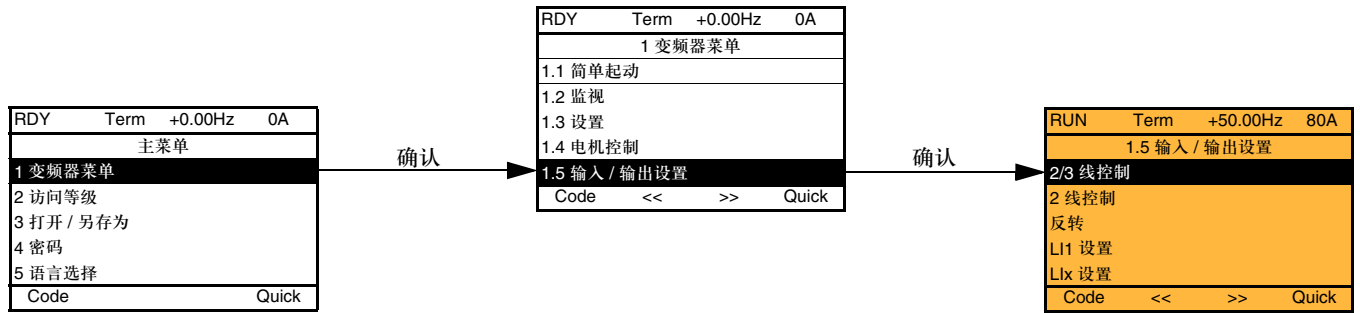 RDY Term +0.00Hz 0A
主菜单
1 变频器菜单
2 访问等级
3 打开 / 另存为
4 密码
5 语言选择
Code Quick
确认
RDY Term +0.00Hz 0A
1 变频器菜单
1.1 简单起动
1.2 监视
1.3 设置
1.4 电机控制
1.5 输入 / 输出设置
Code << >> Quick
确认
RUN Term +50.00Hz 80A
1.5 输入 / 输出设置
2/3 线控制
2 线控制
反转
LI1 设置
LIx 设置
Code << >> Quick